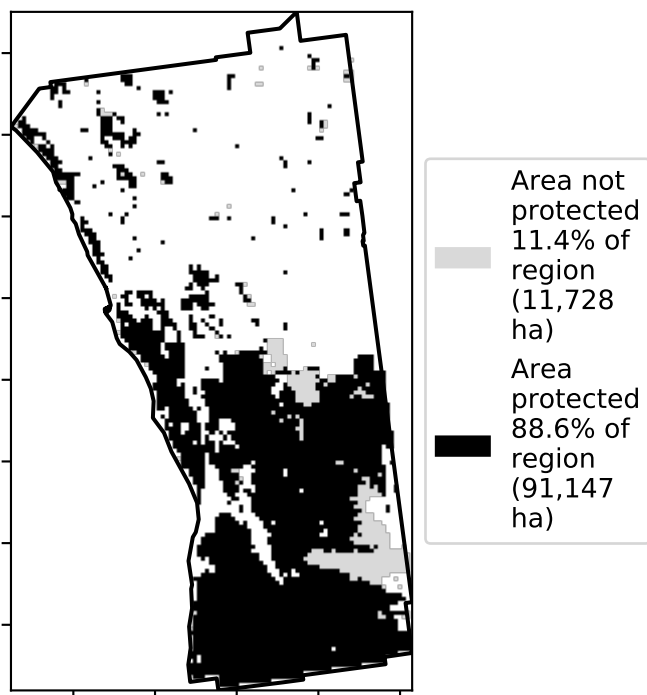 Area not
protected
11.4% of
region
(11,728
ha)
Area
protected
88.6% of
region
(91,147
ha)